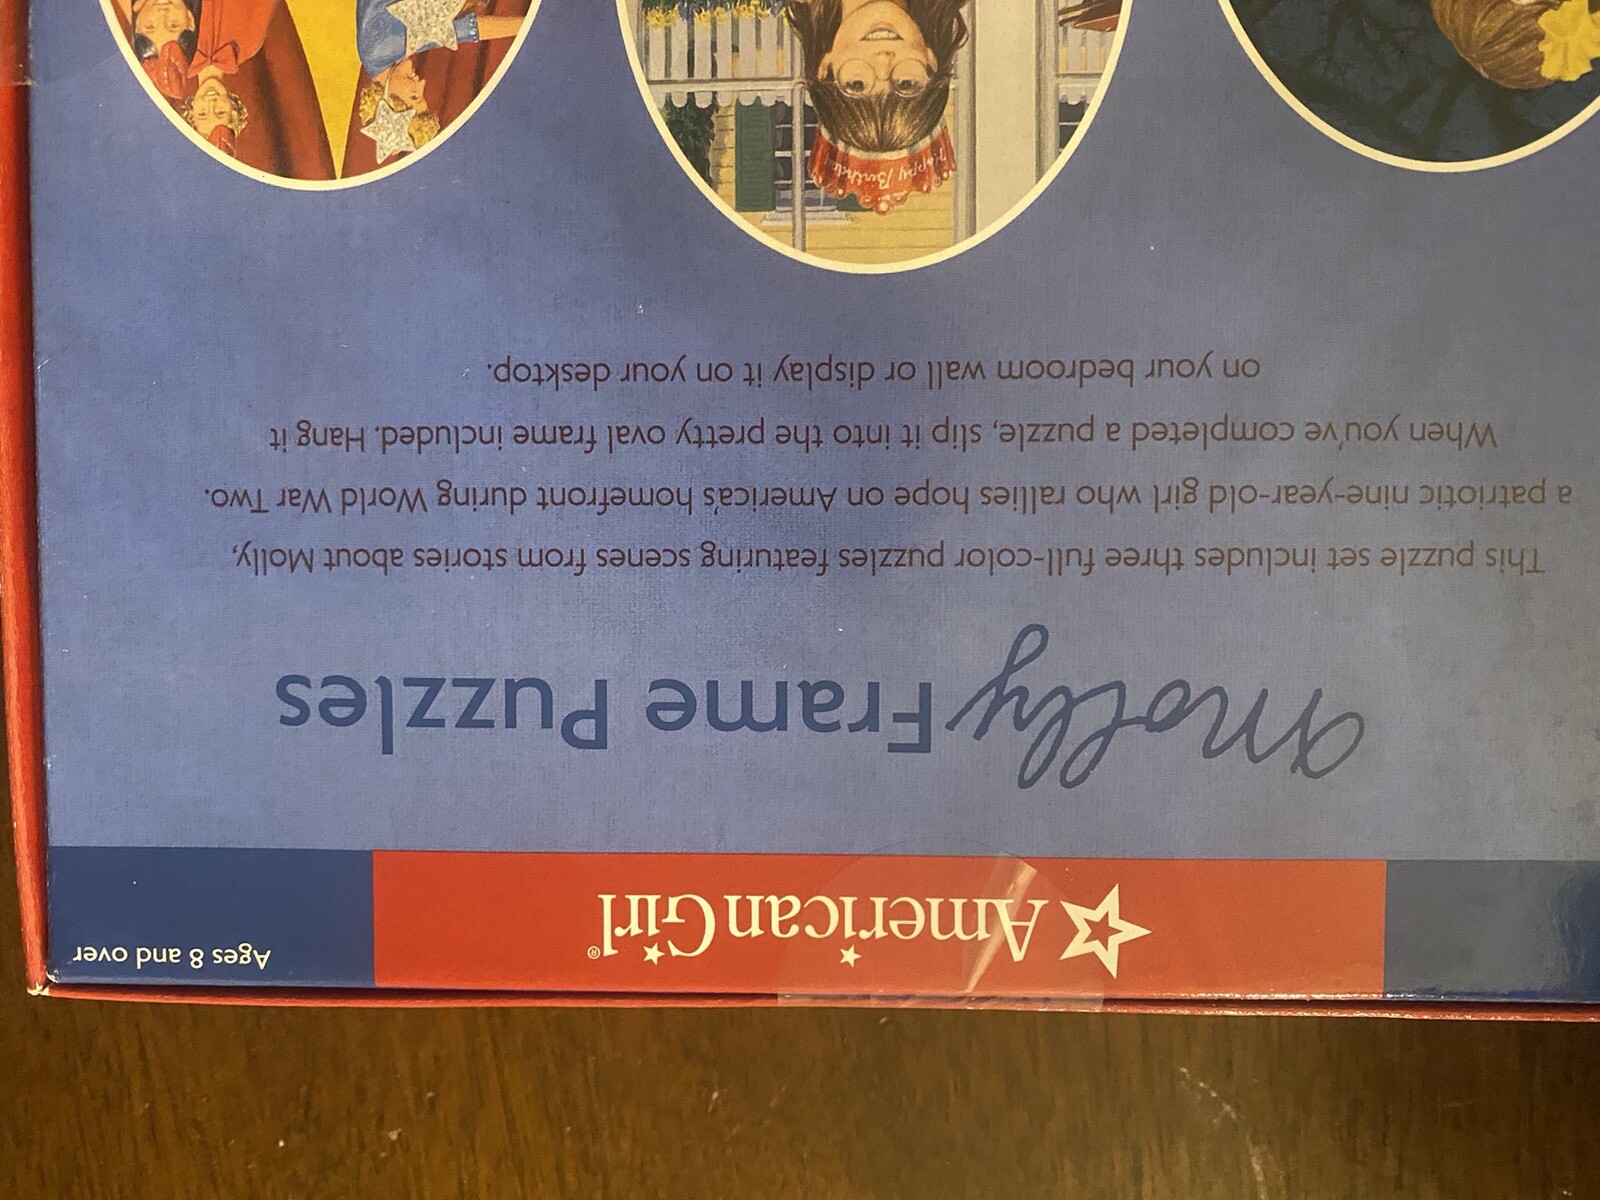 Ages 8 and over
American Girl®
Molly Frame Puzzles
This puzzle set includes three full-color puzzles featuring scenes from stories about Molly,
a patriotic nine-year-old girl who rallies hope on America's homefront during World War Two.
When you've completed a puzzle, slip it into the pretty oval frame included. Hang it
on your bedroom wall or display it on your desktop.